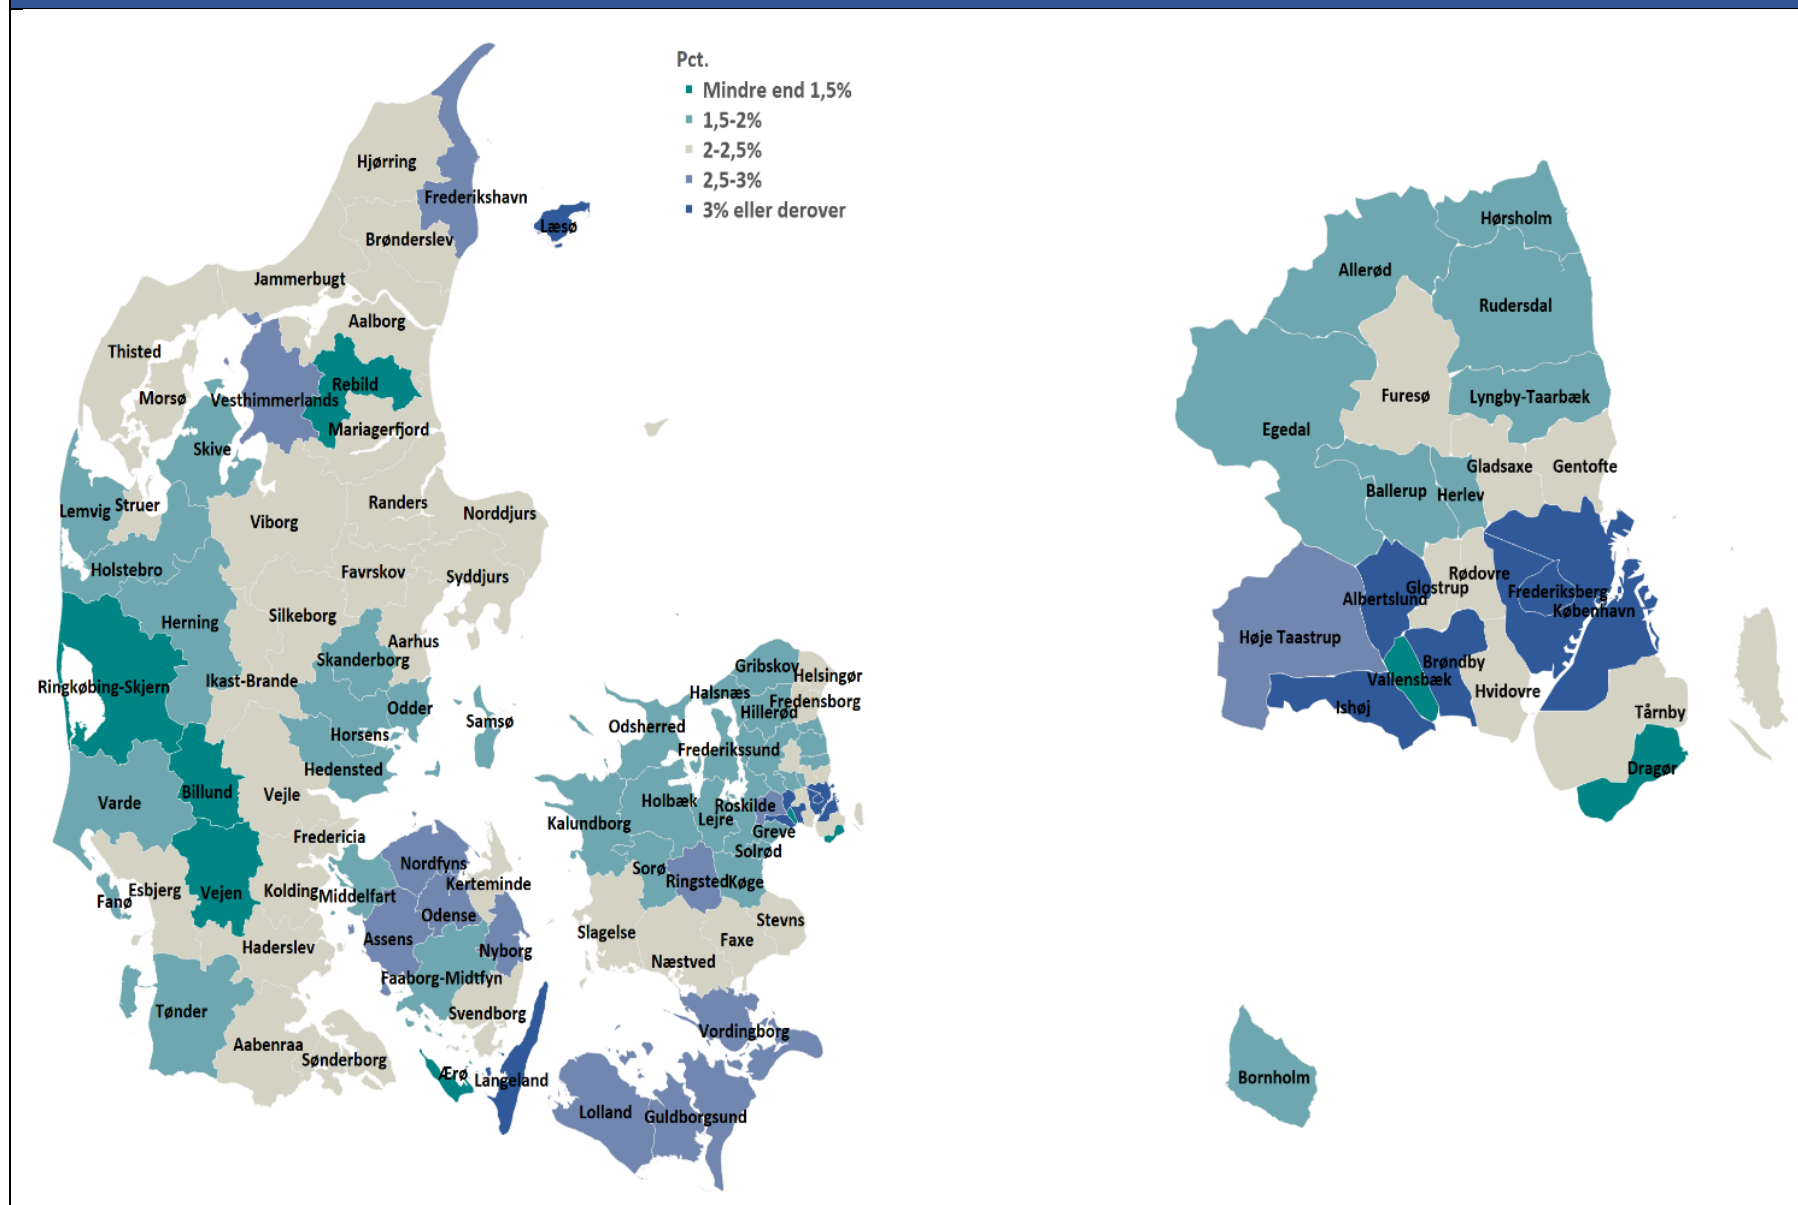 Pct.
Mindre end 1,5%
1,5-2%
2-2,5%
2,5-3%
3% eller derover
Hjørring
Frederikshavn
Læsø
Brønderslev
Jammerbugt
Aalborg
Thisted
Rebild
Morsø
Vesthimmerlands
Mariagerfjord
Skive
Lemvig
Struer
Viborg
Randers
Norddjurs
Holstebro
Favrskov
Syddjurs
Herning
Silkeborg
Aarhus
Skanderborg
Ringkøbing-Skjern
Ikast-Brande
Odder
Samsø
Horsens
Hedensted
Varde
Billund
Vejle
Fredericia
Esbjerg
Fanø
Vejen
Kolding
Middelfart
Nordfyns
Kerteminde
Odense
Assens
Nyborg
Haderslev
Faaborg-Midtfyn
Tønder
Svendborg
Aabenraa
Sønderborg
Ærø
Langeland
Gribskov
Helsingør
Halsnæs
Fredensborg
Hillerød
Odsherred
Frederikssund
Holbæk
Roskilde
Lejre
Kalundborg
Greve
Solrød
Sorø
Ringsted
Køge
Stevns
Slagelse
Faxe
Næstved
Vordingborg
Lolland
Guldborgsund
Hørsholm
Allerød
Rudersdal
Furesø
Lyngby-Taarbæk
Egedal
Gladsaxe
Gentofte
Ballerup
Herlev
Rødovre
Glostrup
Albertslund
Frederiksberg
København
Høje Taastrup
Brøndby
Vallensbæk
Hvidovre
Ishøj
Tårnby
Dragør
Bornholm